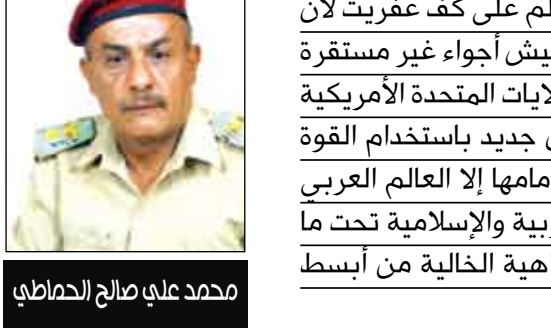 لم على كف عفريت لأن
يش أجواء غير مستقرة
لايات المتحدة الأمريكية
جديد باستخدام القوة
مامها إلا العالم العربي
ربية والإسلامية تحت ما
اهية الخالية من أبسط
محمد علي صالح الحماطي